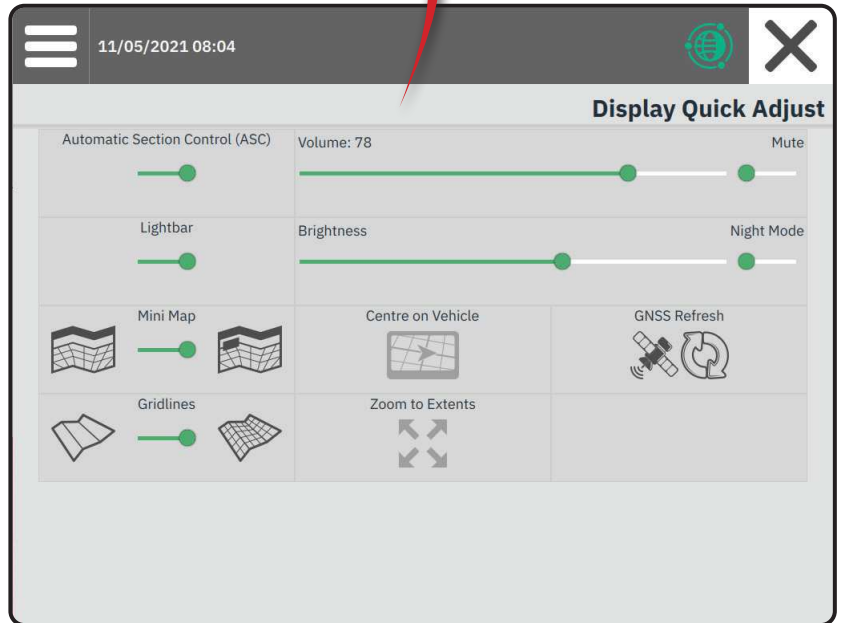 11/05/2021 08:04
Display Quick Adjust
Automatic Section Control (ASC)
Volume: 78
Mute
Lightbar
Brightness
Night Mode
Mini Map
Centre on Vehicle
GNSS Refresh
Gridlines
Zoom to Extents